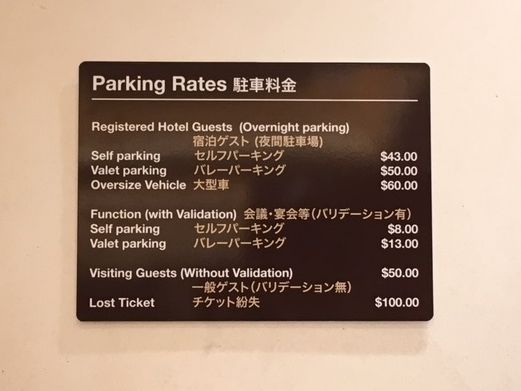 Parking Rates 駐車料金
Registered Hotel Guests (Overnight parking)
宿泊ゲスト (夜間駐車場)
Self parking セルフパーキング $43.00
Valet parking バレーパーキング $50.00
Oversize Vehicle 大型車 $60.00
Function (with Validation) 会議・宴会等(バリデーション有)
Self parking セルフパーキング $8.00
Valet parking バレーパーキング $13.00
Visiting Guests (Without Validation) $50.00
一般ゲスト(バリデーション無)
Lost Ticket チケット紛失 $100.00